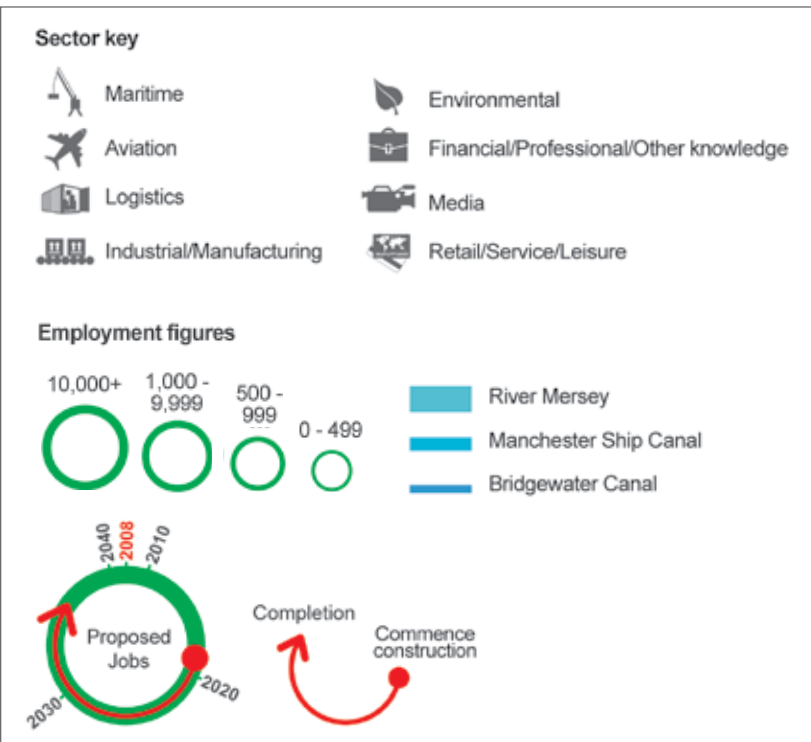 Sector key
Maritime
Environmental
Aviation
Financial/Professional/Other knowledge
Logistics
Media
Industrial/Manufacturing
Retail/Service/Leisure
Employment figures
10,000+
1,000 -
9,999
500 -
999
0 - 499
River Mersey
Manchester Ship Canal
Bridgewater Canal
2040
2008
2010
Proposed
Jobs
2020
2030
Completion
Commence
construction